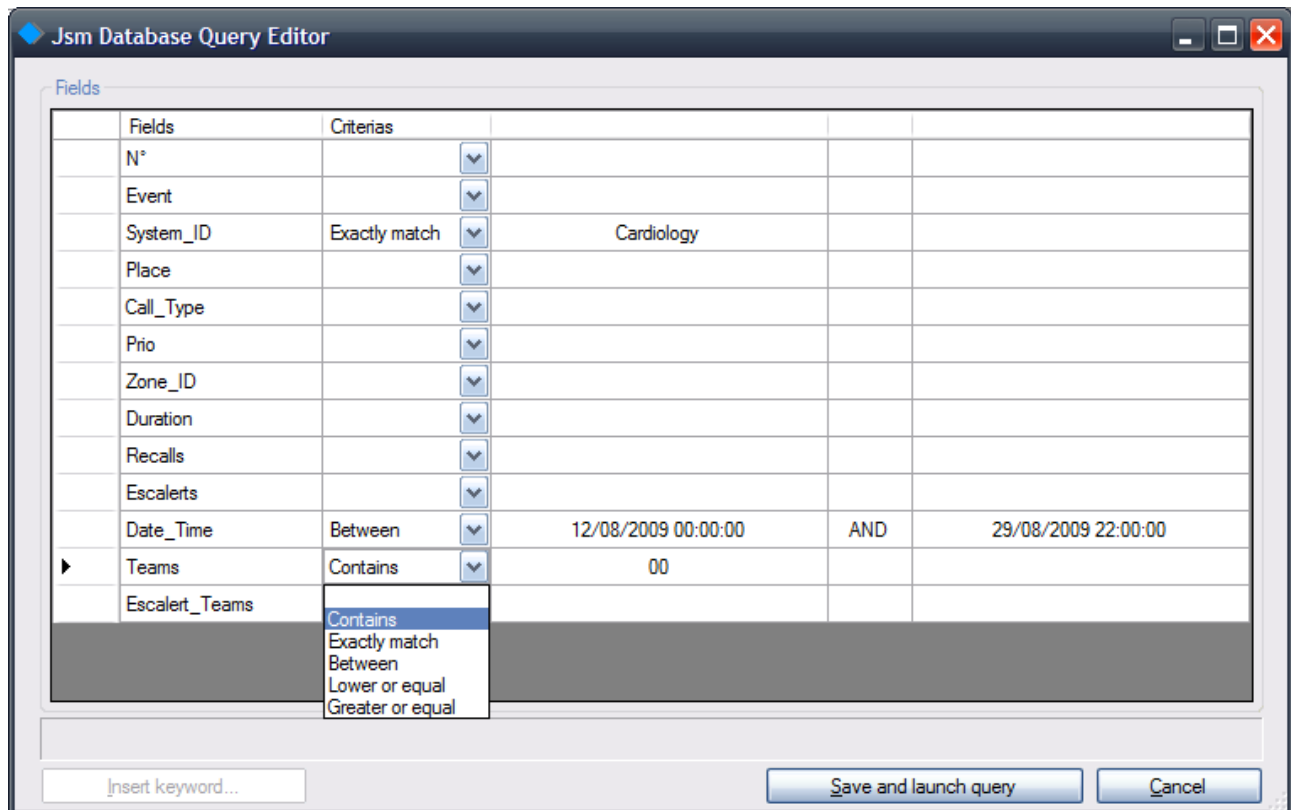 Jsm Database Query Editor
Fields
Fields Criterias
N°
Event
System_ID Exactly match Cardiology
Place
Call_Type
Prio
Zone_ID
Duration
Recalls
Escalerts
Date_Time Between 12/08/2009 00:00:00 AND 29/08/2009 22:00:00
Teams Contains 00
Escalert_Teams
Contains
Exactly match
Between
Lower or equal
Greater or equal
Insert keyword... Save and launch query Cancel